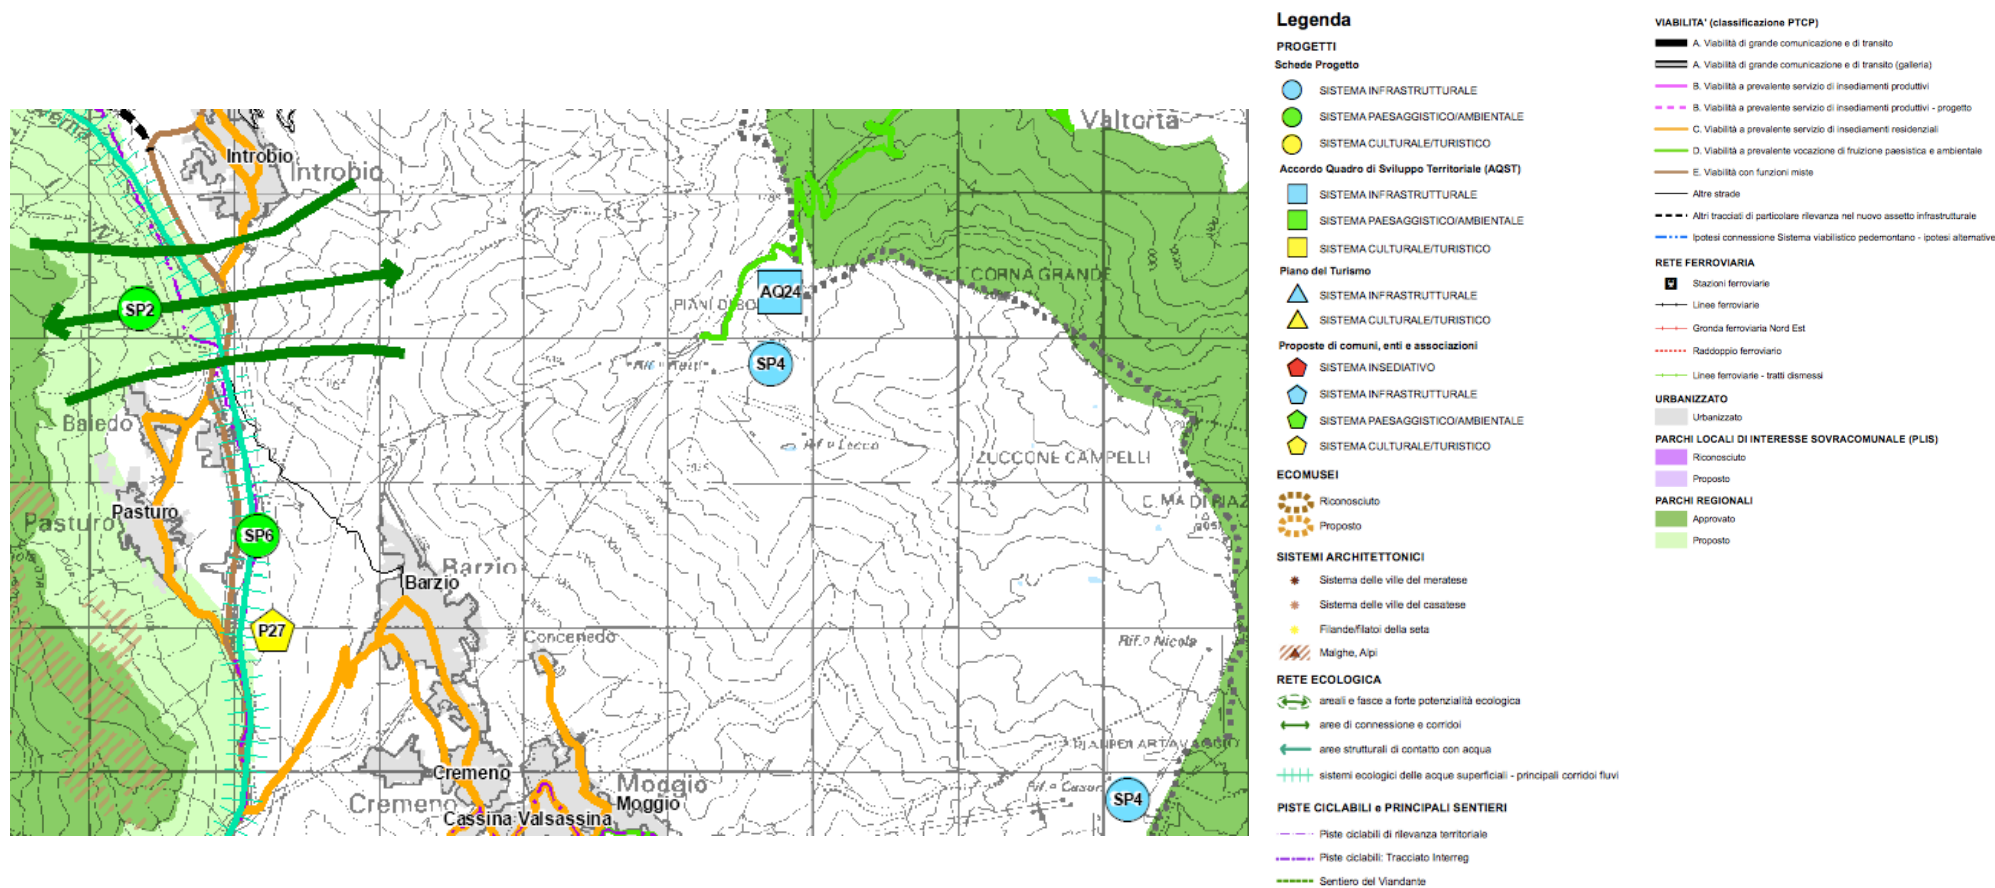 Valtorta
Introbio
Introbio
CORNA GRANDE
AQ24
SP2
SP4
Baiedo
Rif.o Lecco
ZUCCONE CAMPELLI
Pasturo
Pasturo
SP6
Barzio
Barzio
P27
Concenedo
Rif.o Nicola
Cremeno
Moggio
Moggio
Cremeno
Cassina Valsassina
SP4
Legenda
PROGETTI
Schede Progetto
SISTEMA INFRASTRUTTURALE
SISTEMA PAESAGGISTICO/AMBIENTALE
SISTEMA CULTURALE/TURISTICO
Accordo Quadro di Sviluppo Territoriale (AQST)
SISTEMA INFRASTRUTTURALE
SISTEMA PAESAGGISTICO/AMBIENTALE
SISTEMA CULTURALE/TURISTICO
Piano del Turismo
SISTEMA INFRASTRUTTURALE
SISTEMA CULTURALE/TURISTICO
Proposte di comuni, enti e associazioni
SISTEMA INSEDIATIVO
SISTEMA INFRASTRUTTURALE
SISTEMA PAESAGGISTICO/AMBIENTALE
SISTEMA CULTURALE/TURISTICO
ECOMUSEI
Riconosciuto
Proposto
SISTEMI ARCHITETTONICI
Sistema delle ville del meratese
Sistema delle ville del casatese
Filande/filatoi della seta
Malghe, Alpi
RETE ECOLOGICA
areali e fasce a forte potenzialità ecologica
aree di connessione e corridoi
aree strutturali di contatto con acqua
sistemi ecologici delle acque superficiali - principali corridoi fluvi
PISTE CICLABILI e PRINCIPALI SENTIERI
Piste ciclabili di rilevanza territoriale
Piste ciclabili: Tracciato Interreg
Sentiero del Viandante
VIABILITA' (classificazione PTCP)
A. Viabilità di grande comunicazione e di transito
A. Viabilità di grande comunicazione e di transito (galleria)
B. Viabilità a prevalente servizio di insediamenti produttivi
B. Viabilità a prevalente servizio di insediamenti produttivi - progetto
C. Viabilità a prevalente servizio di insediamenti residenziali
D. Viabilità a prevalente vocazione di fruizione paesistica e ambientale
E. Viabilità con funzioni miste
Altre strade
Altri tracciati di particolare rilevanza nel nuovo assetto infrastrutturale
Ipotesi connessione Sistema viabilistico pedemontano - ipotesi alternative
RETE FERROVIARIA
Stazioni ferroviarie
Linee ferroviarie
Gronda ferroviaria Nord Est
Raddoppio ferroviario
Linee ferroviarie - tratti dismessi
URBANIZZATO
Urbanizzato
PARCHI LOCALI DI INTERESSE SOVRACOMUNALE (PLIS)
Riconosciuto
Proposto
PARCHI REGIONALI
Approvato
Proposto